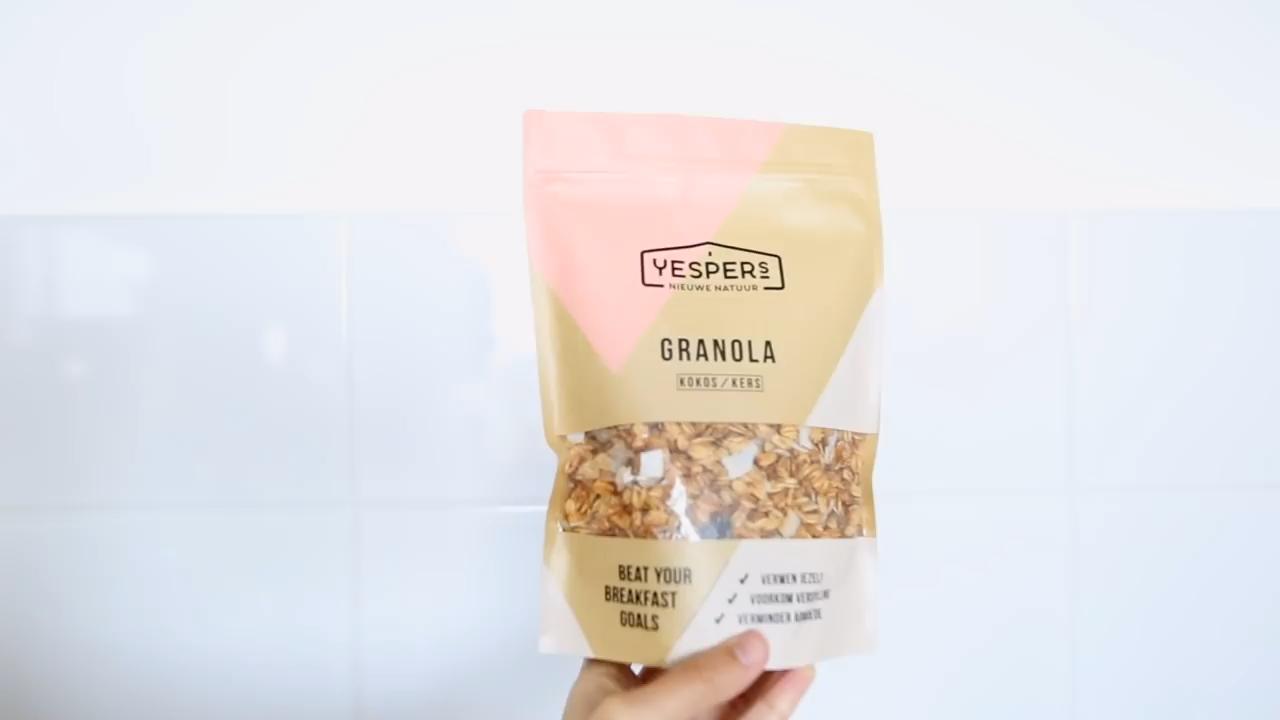 YESPERS
NIEUWE NATUUR
GRANOLA
KOKOS/KERS
BEAT YOUR
BREAKFAST
GOALS
✓ VERWEN JEZELF
✓ VOORKOM
✓ VERMINDER